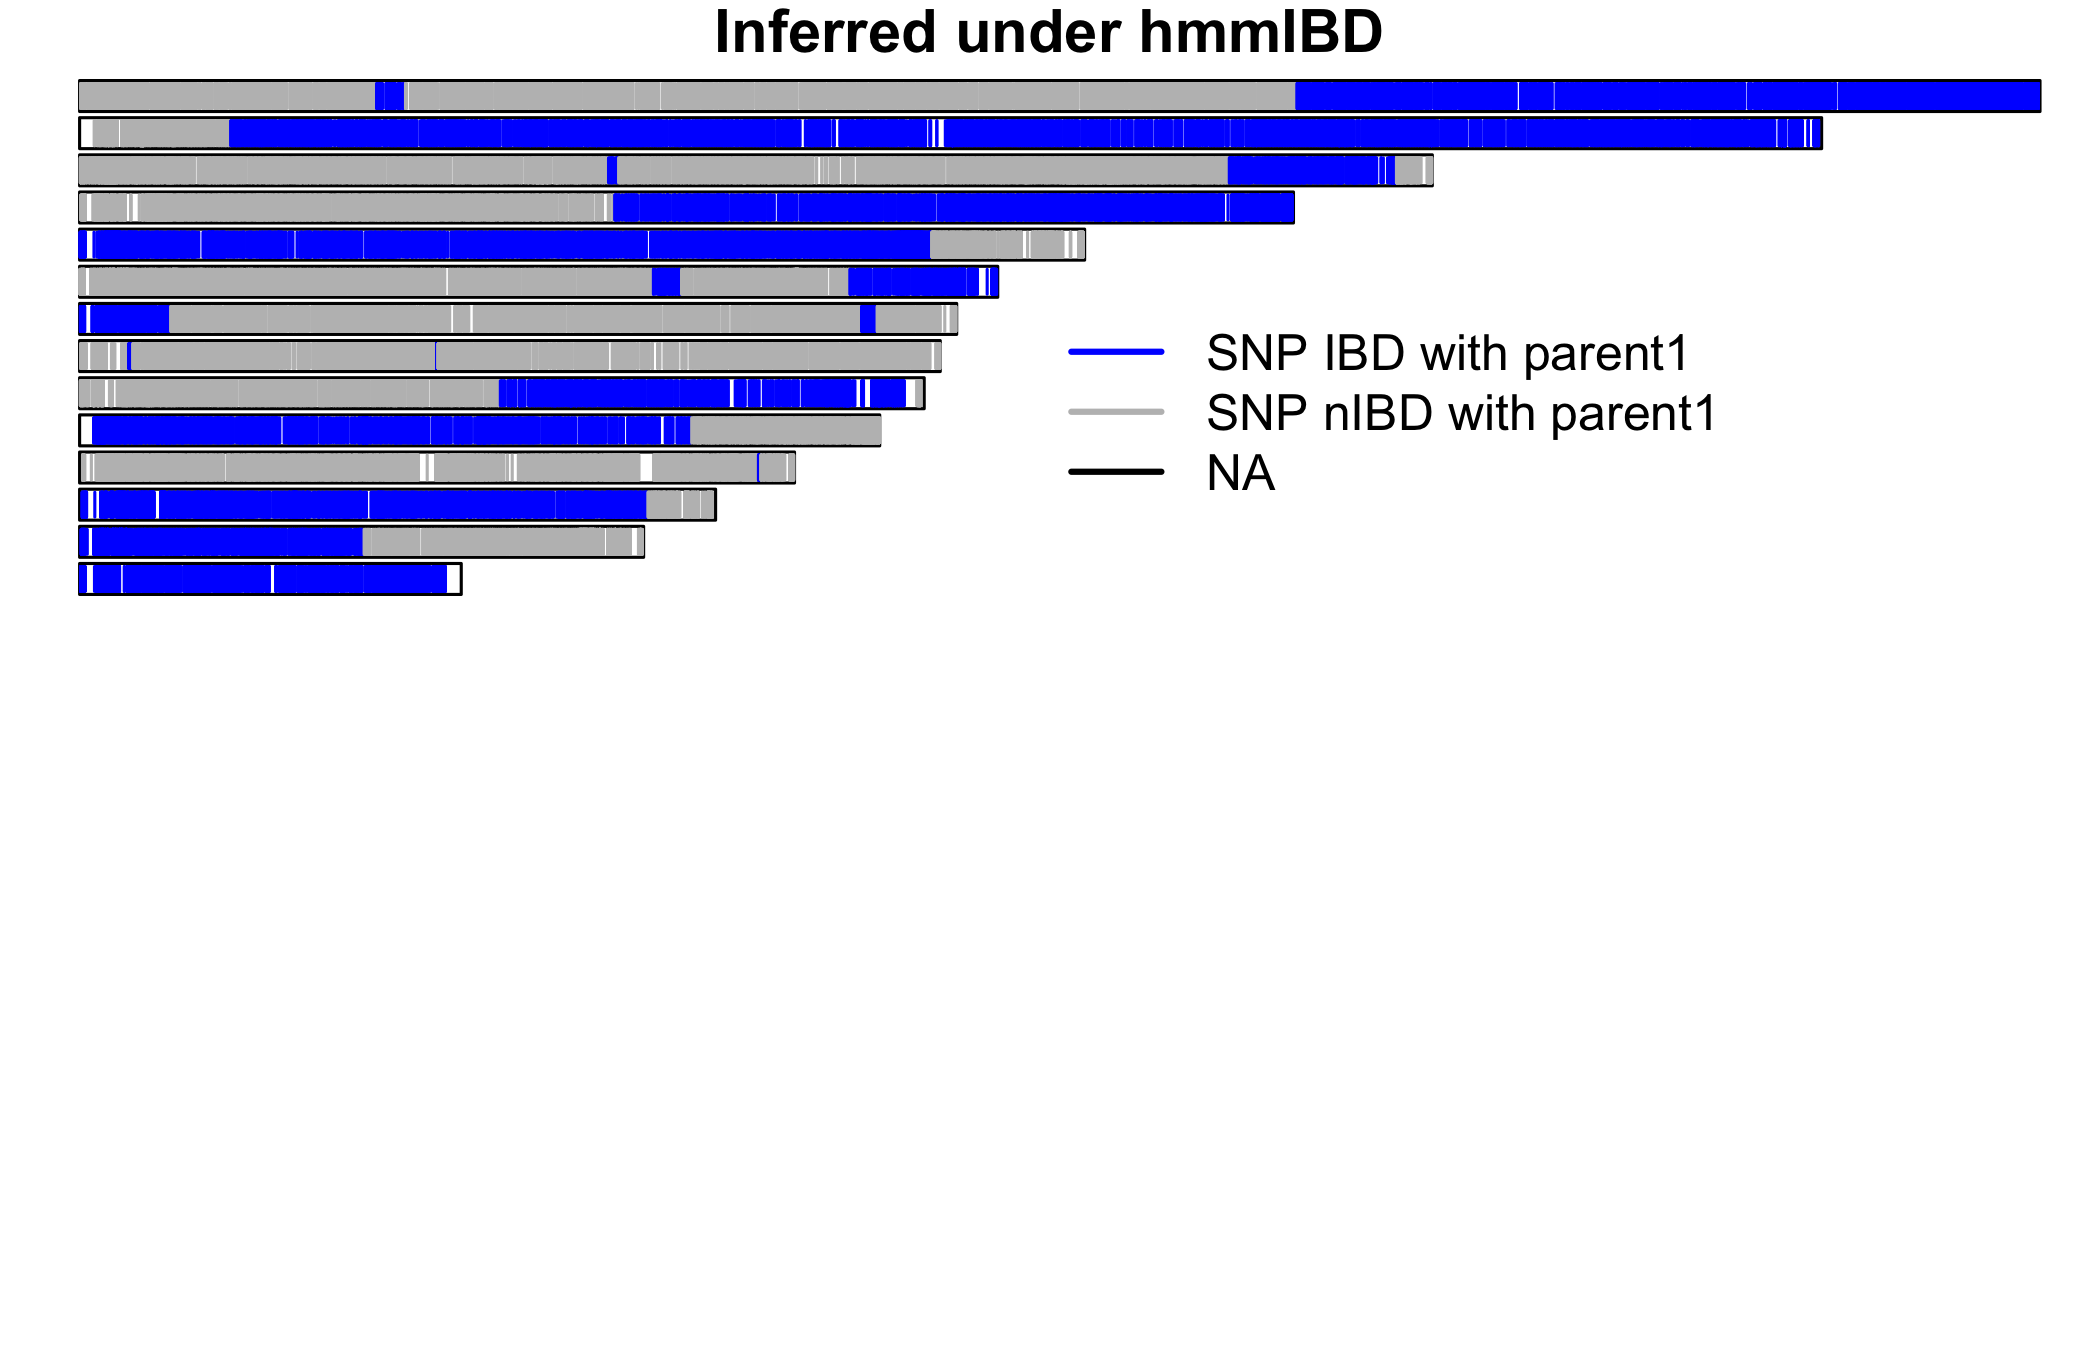 Inferred under hmmIBD
SNP IBD with parent1
SNP nIBD with parent1
NA